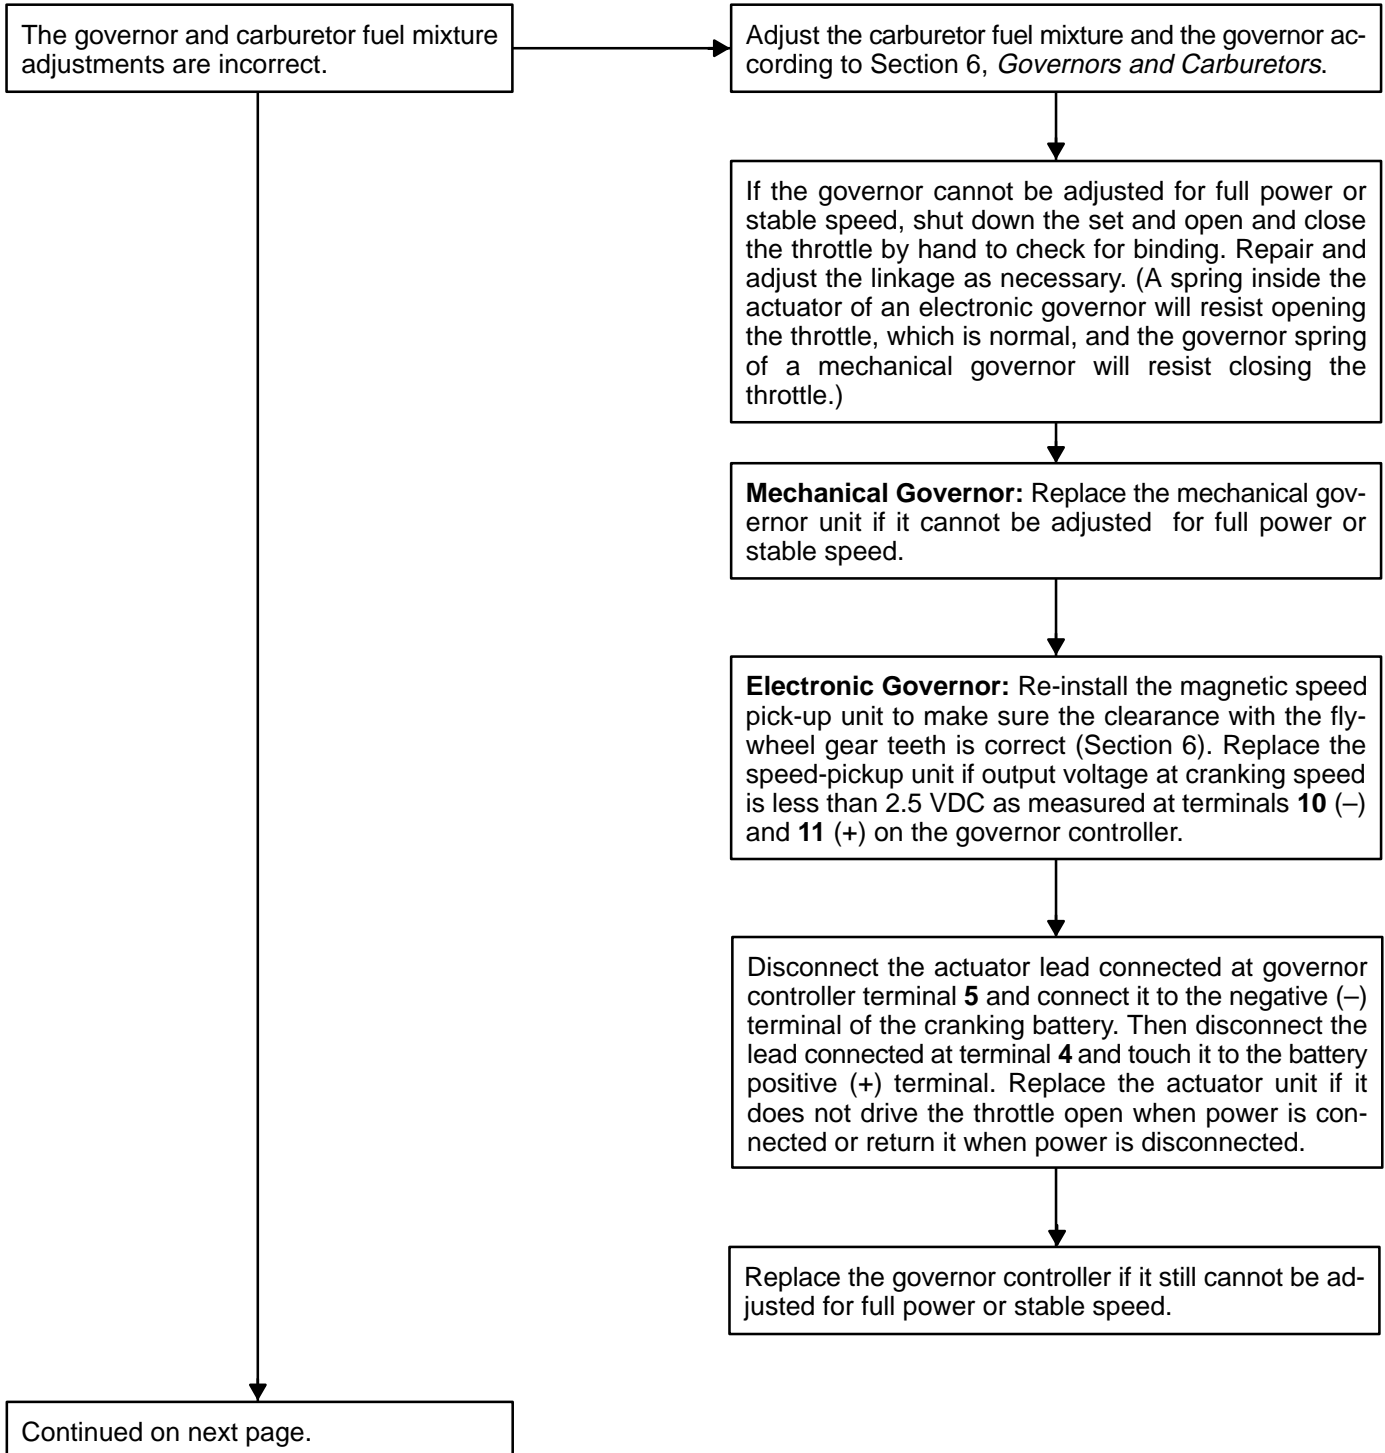 The governor and carburetor fuel mixture
adjustments are incorrect.
Adjust the carburetor fuel mixture and the governor ac-
cording to Section 6, Governors and Carburetors.
If the governor cannot be adjusted for full power or
stable speed, shut down the set and open and close
the throttle by hand to check for binding. Repair and
adjust the linkage as necessary. (A spring inside the
actuator of an electronic governor will resist opening
the throttle, which is normal, and the governor spring
of a mechanical governor will resist closing the
throttle.)
Mechanical Governor: Replace the mechanical gov-
ernor unit if it cannot be adjusted for full power or
stable speed.
Electronic Governor: Re-install the magnetic speed
pick-up unit to make sure the clearance with the fly-
wheel gear teeth is correct (Section 6). Replace the
speed-pickup unit if output voltage at cranking speed
is less than 2.5 VDC as measured at terminals 10 (–)
and 11 (+) on the governor controller.
Disconnect the actuator lead connected at governor
controller terminal 5 and connect it to the negative (–)
terminal of the cranking battery. Then disconnect the
lead connected at terminal 4 and touch it to the battery
positive (+) terminal. Replace the actuator unit if it
does not drive the throttle open when power is con-
nected or return it when power is disconnected.
Replace the governor controller if it still cannot be ad-
justed for full power or stable speed.
Continued on next page.